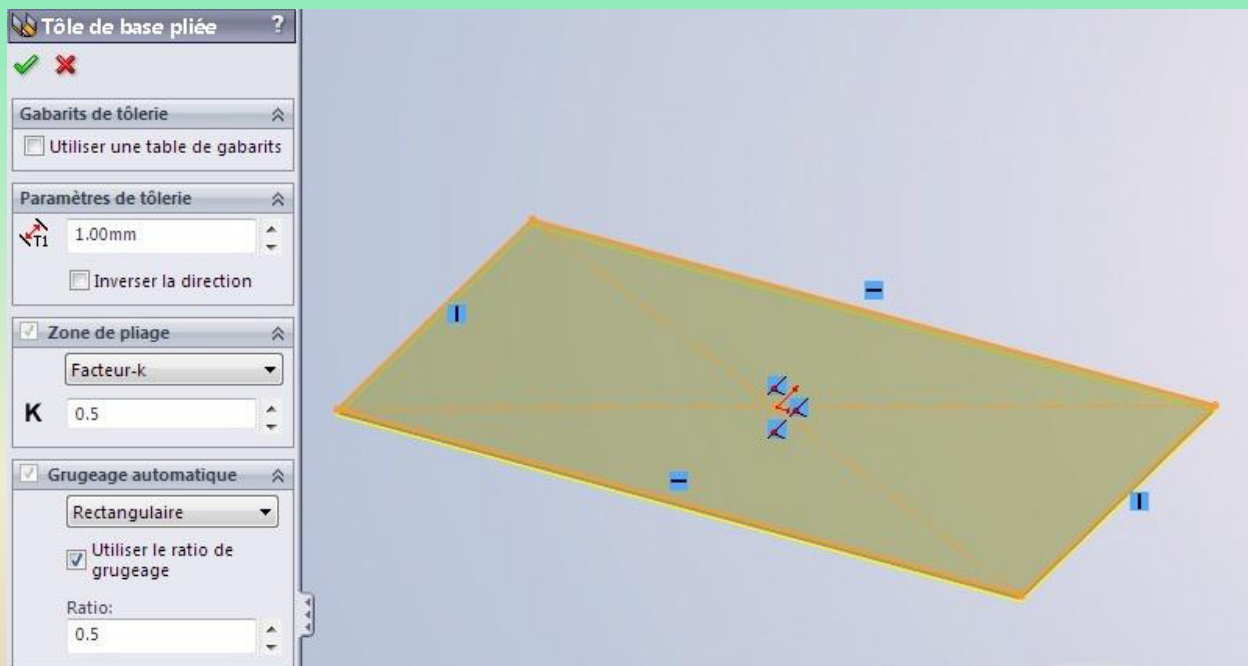 Tôle de base pliée ?
Gabarits de tôlerie
Utiliser une table de gabarits
Paramètres de tôlerie
T1 1.00mm
Inverser la direction
Zone de pliage
Facteur-k
K 0.5
Grugeage automatique
Rectangulaire
Utiliser le ratio de
grugeage
Ratio:
0.5